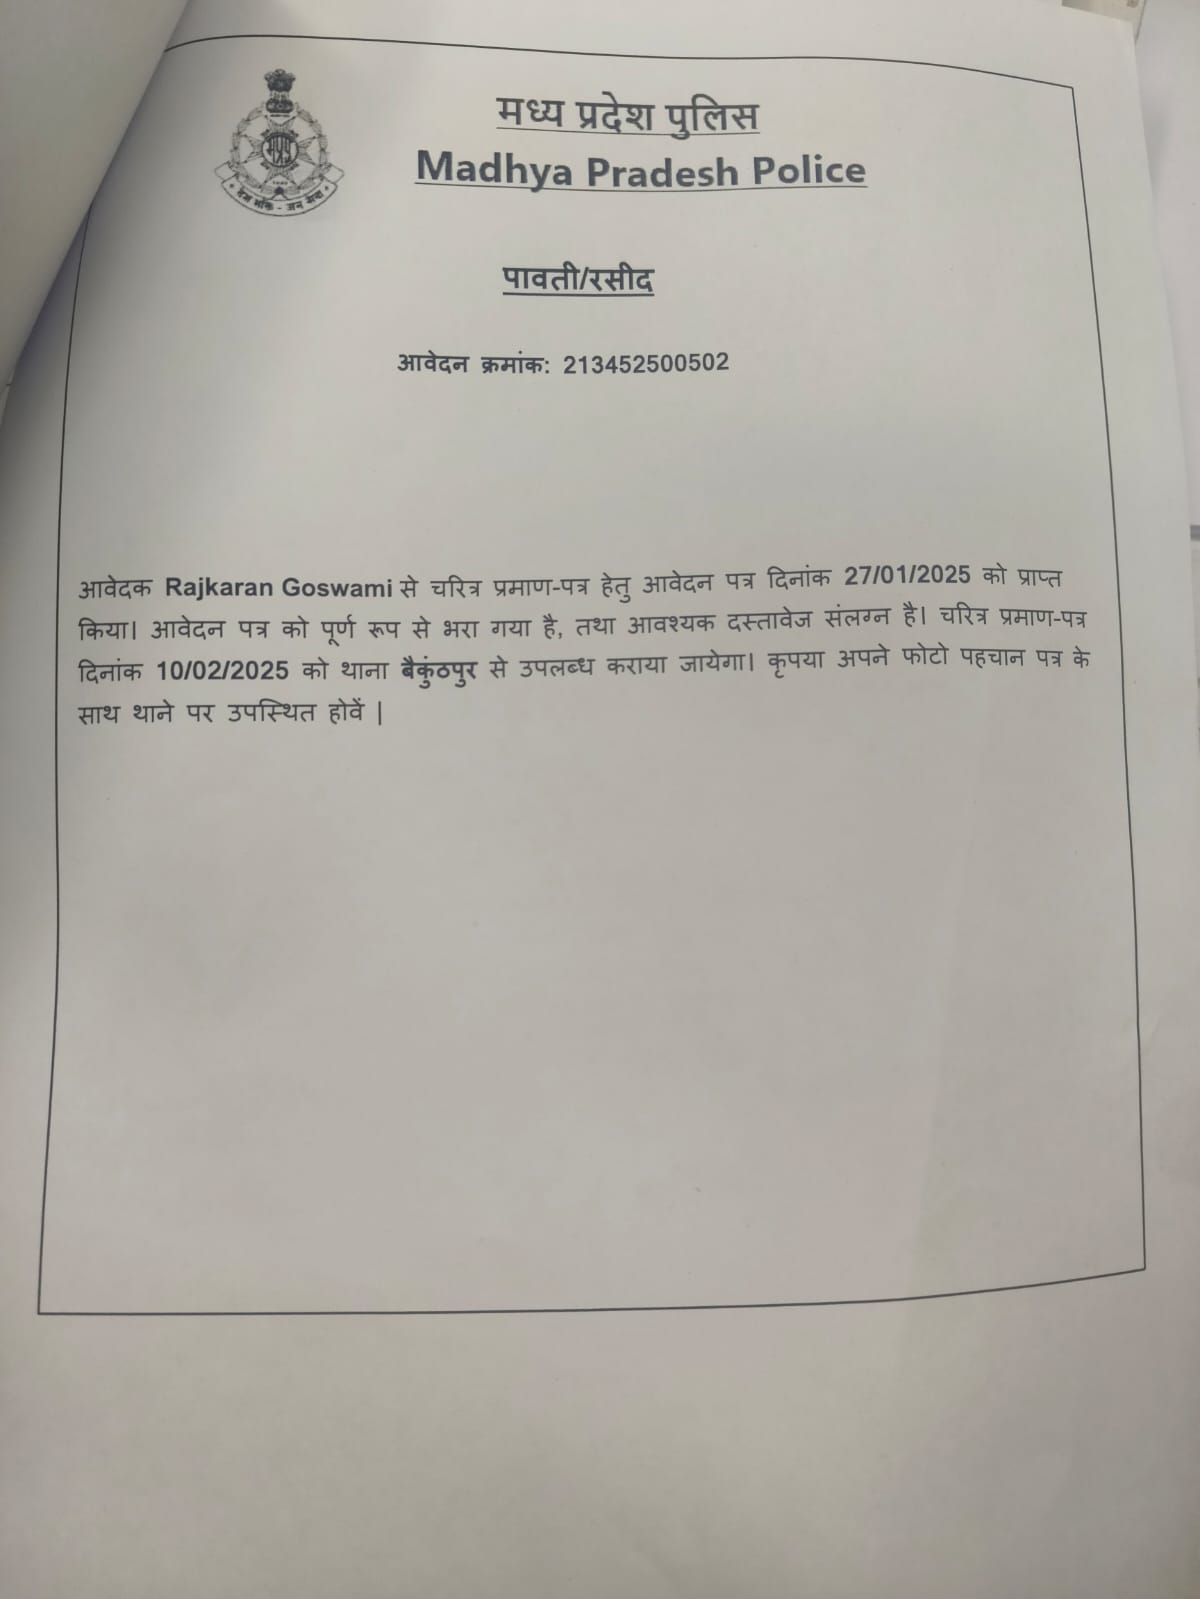 मध्य प्रदेश पुलिस
Madhya Pradesh Police
मप्रपु
देश भक्ति - जन सेवा
पावती/रसीद
आवेदन क्रमांक: 213452500502
आवेदक Rajkaran Goswami से चरित्र प्रमाण-पत्र हेतु आवेदन पत्र दिनांक 27/01/2025 को प्राप्त
किया। आवेदन पत्र को पूर्ण रूप से भरा गया है, तथा आवश्यक दस्तावेज संलग्न है। चरित्र प्रमाण-पत्र
दिनांक 10/02/2025 को थाना बैकुंठपुर से उपलब्ध कराया जायेगा। कृपया अपने फोटो पहचान पत्र के
साथ थाने पर उपस्थित होवें |